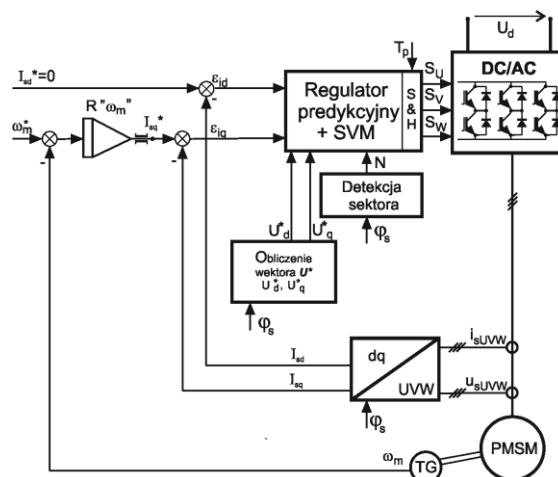 U_d
T_p
I_sd*=0
ε_id
R "ω_m"
I_sq*
ω_m*
ε_iq
-
-
-
Regulator
predykcyjny
+ SVM
S
&
H
S_U
S_V
S_W
DC/AC
N
Detekcja
sektora
φ_s
U*_d
U*_q
Obliczenie
wektora U*
U*_d, U*_q
φ_s
I_sd
I_sq
dq
UVW
i_sUVW
u_sUVW
φ_s
ω_m
TG
PMSM